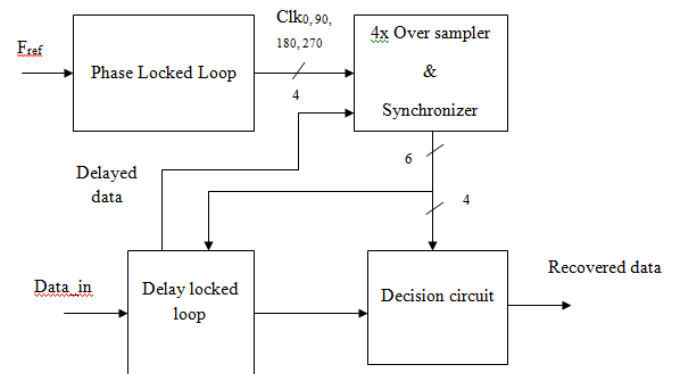 Clk0, 90,
180, 270
Fref
Phase Locked Loop
4
4x Over sampler
&
Synchronizer
6
4
Delayed
data
Data_in
Delay locked
loop
Decision circuit
Recovered data